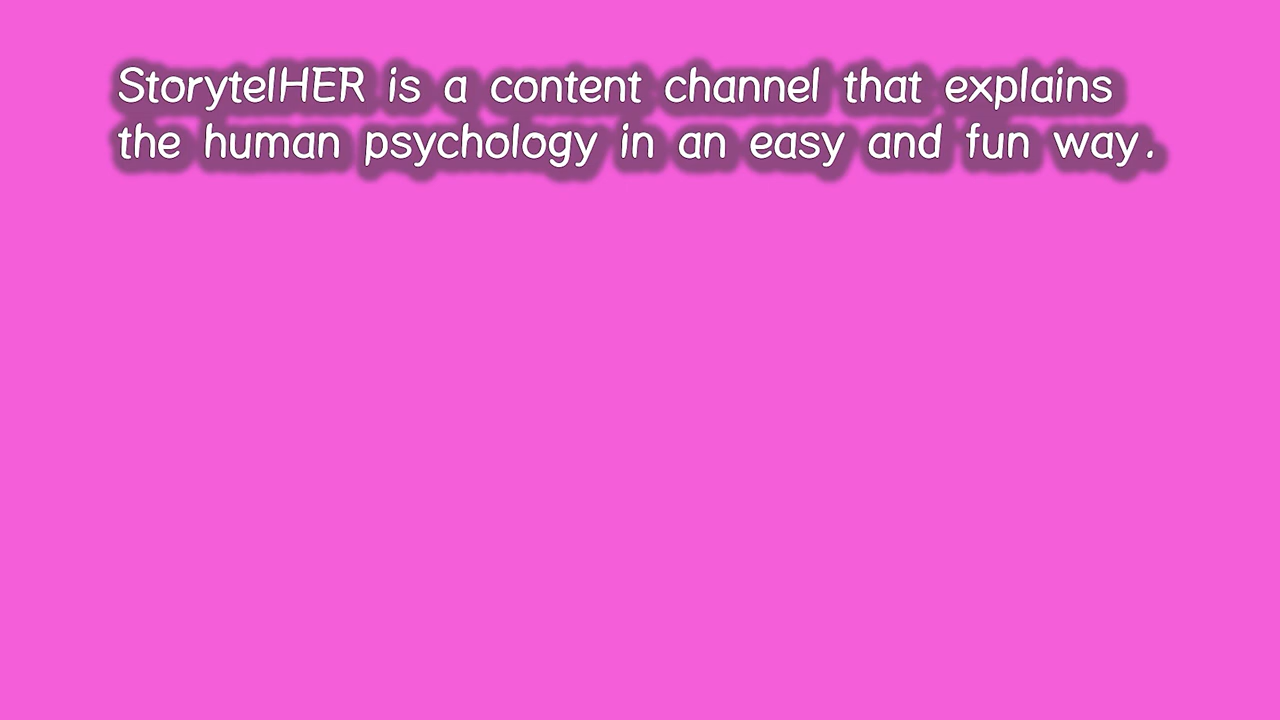 StorytelHER is a content channel that explains
the human psychology in an easy and fun way.